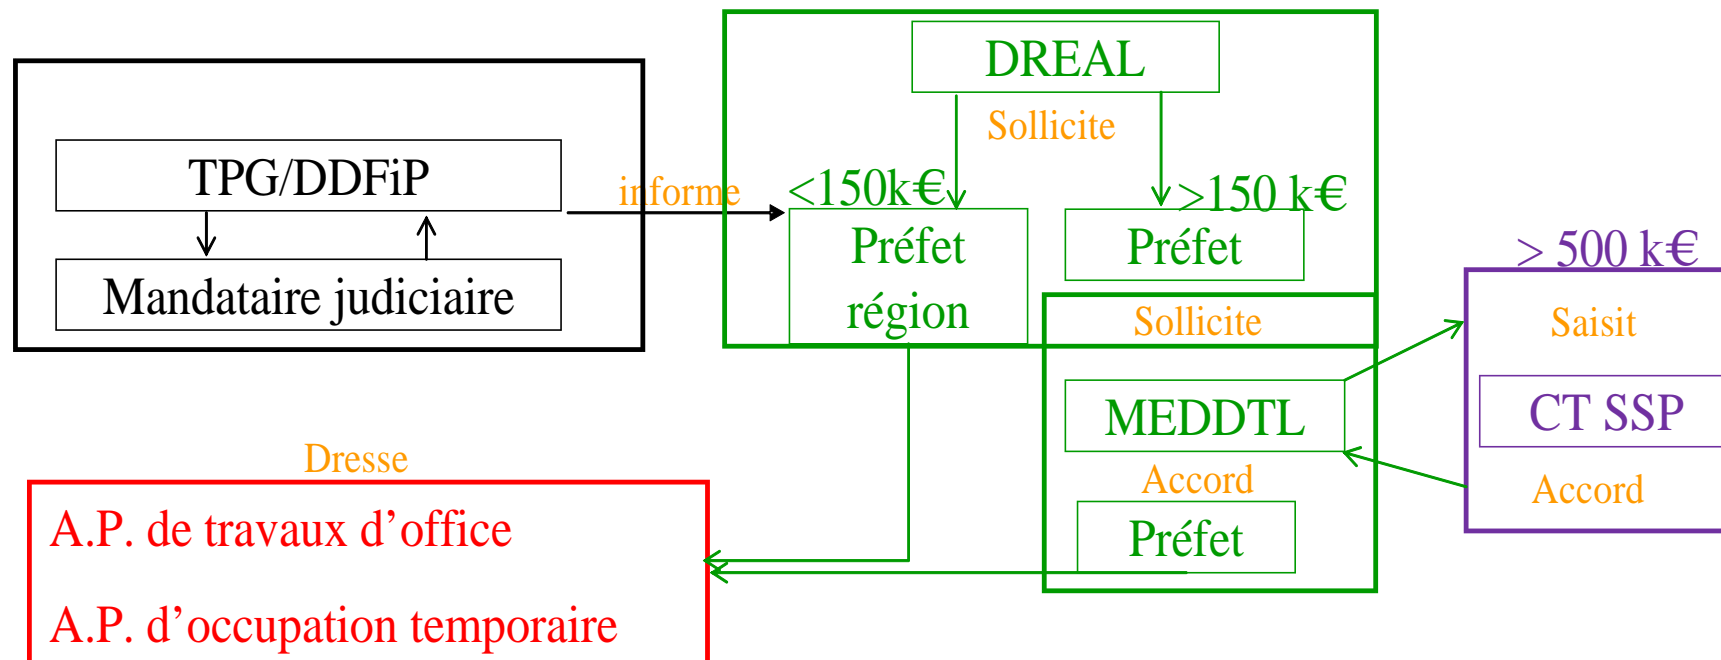 DREAL
Sollicite
TPG/DDFiP
informe
<150k€
>150 k€
Préfet
région
Préfet
Mandataire judiciaire
> 500 k€
Sollicite
Saisit
MEDDTL
CT SSP
Accord
Accord
Préfet
Dresse
A.P. de travaux d’office
A.P. d’occupation temporaire